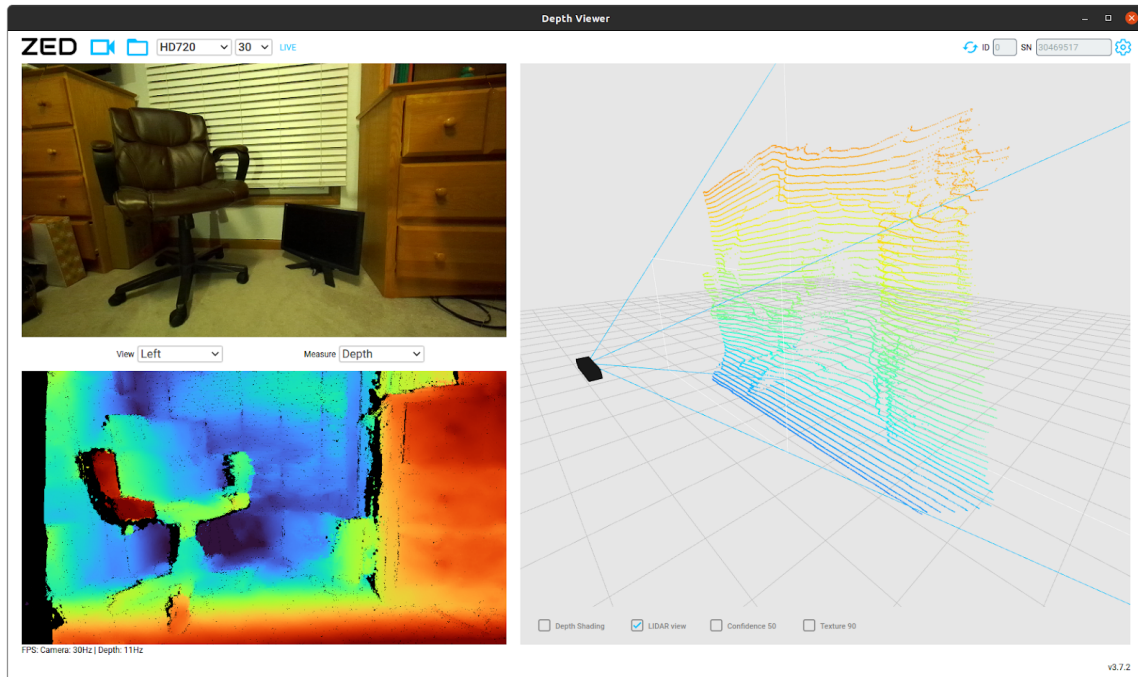 Depth Viewer
ZED HD720 30 LIVE ID 0 SN 30469517
View Left Measure Depth
Depth Shading LIDAR view Confidence 50 Texture 90
FPS: Camera: 30Hz | Depth: 11Hz
v3.7.2